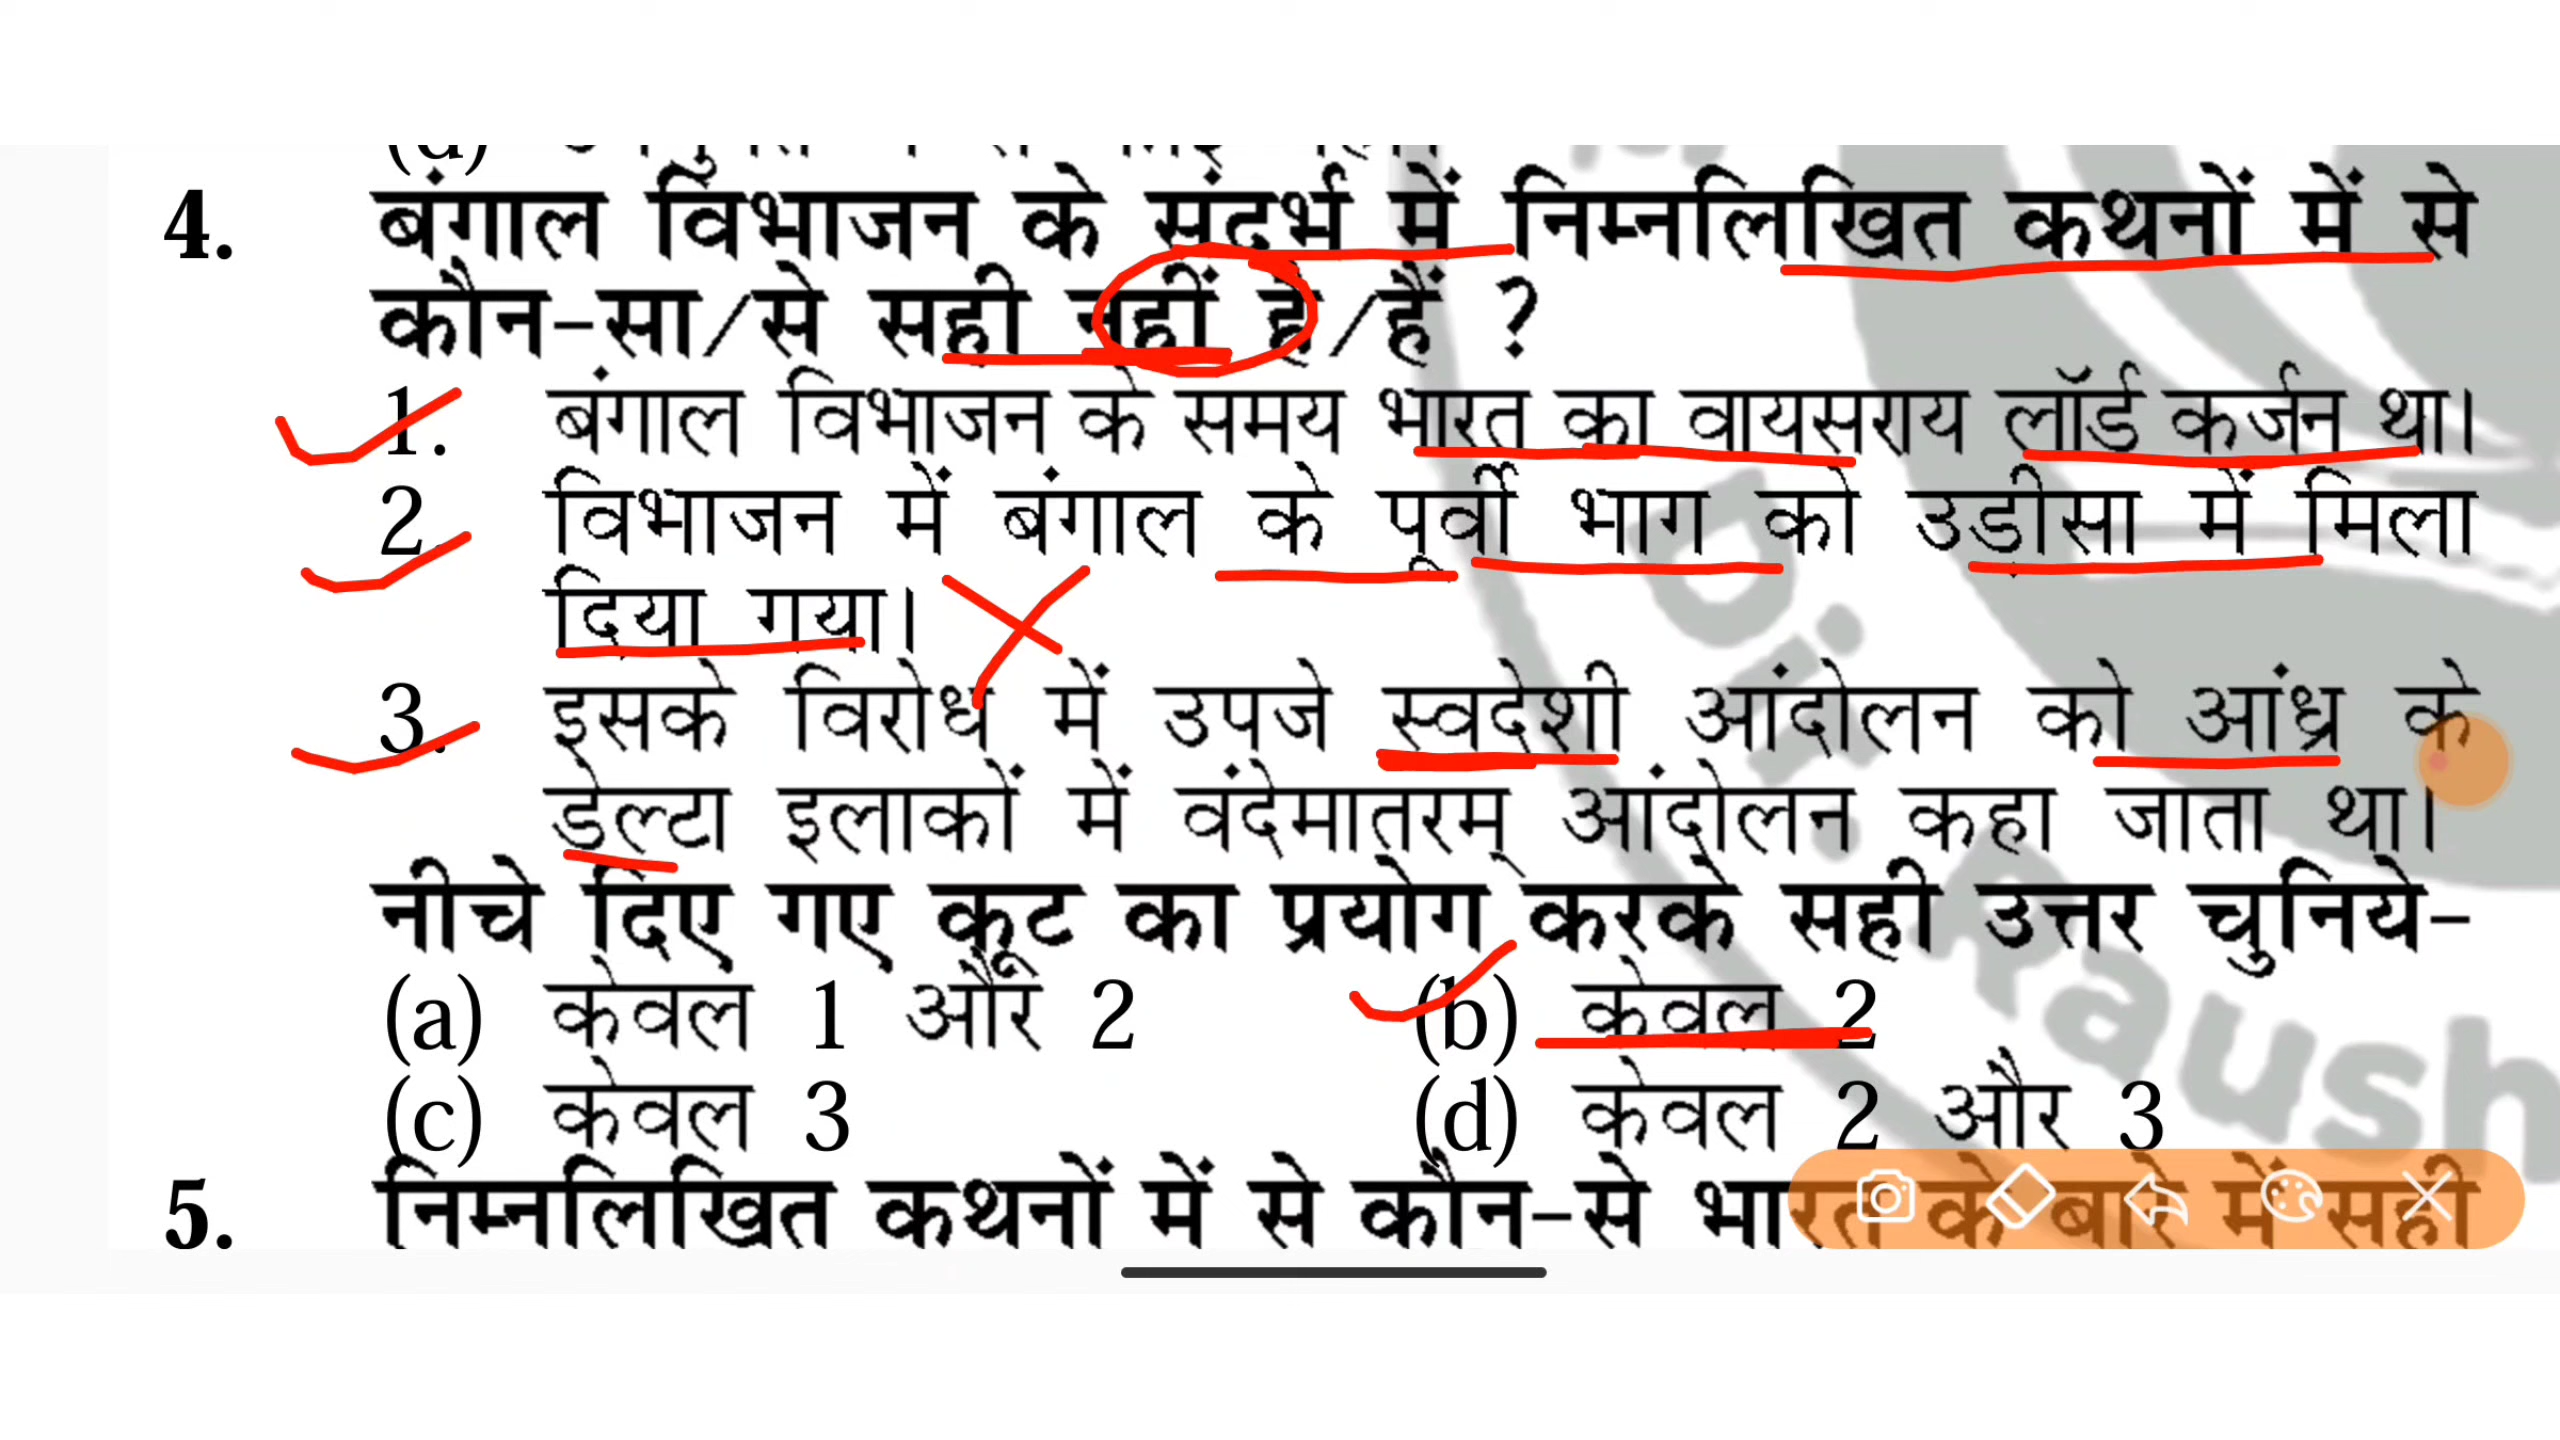 4. बंगाल विभाजन के संदर्भ में निम्नलिखित कथनों में से
कौन-सा/से सही नहीं है/हैं ?
1. बंगाल विभाजन के समय भारत का वायसराय लॉर्ड कर्जन था।
2. विभाजन में बंगाल के पूर्वी भाग को उड़ीसा में मिला
दिया गया।
3. इसके विरोध में उपजे स्वदेशी आंदोलन को आंध्र के
डेल्टा इलाकों में वंदेमातरम् आंदोलन कहा जाता था।
नीचे दिए गए कूट का प्रयोग करके सही उत्तर चुनिये-
(a) केवल 1 और 2 (b) केवल 2
(c) केवल 3 (d) केवल 2 और 3
5. निम्नलिखित कथनों में से कौन-से भारत के बारे में सही